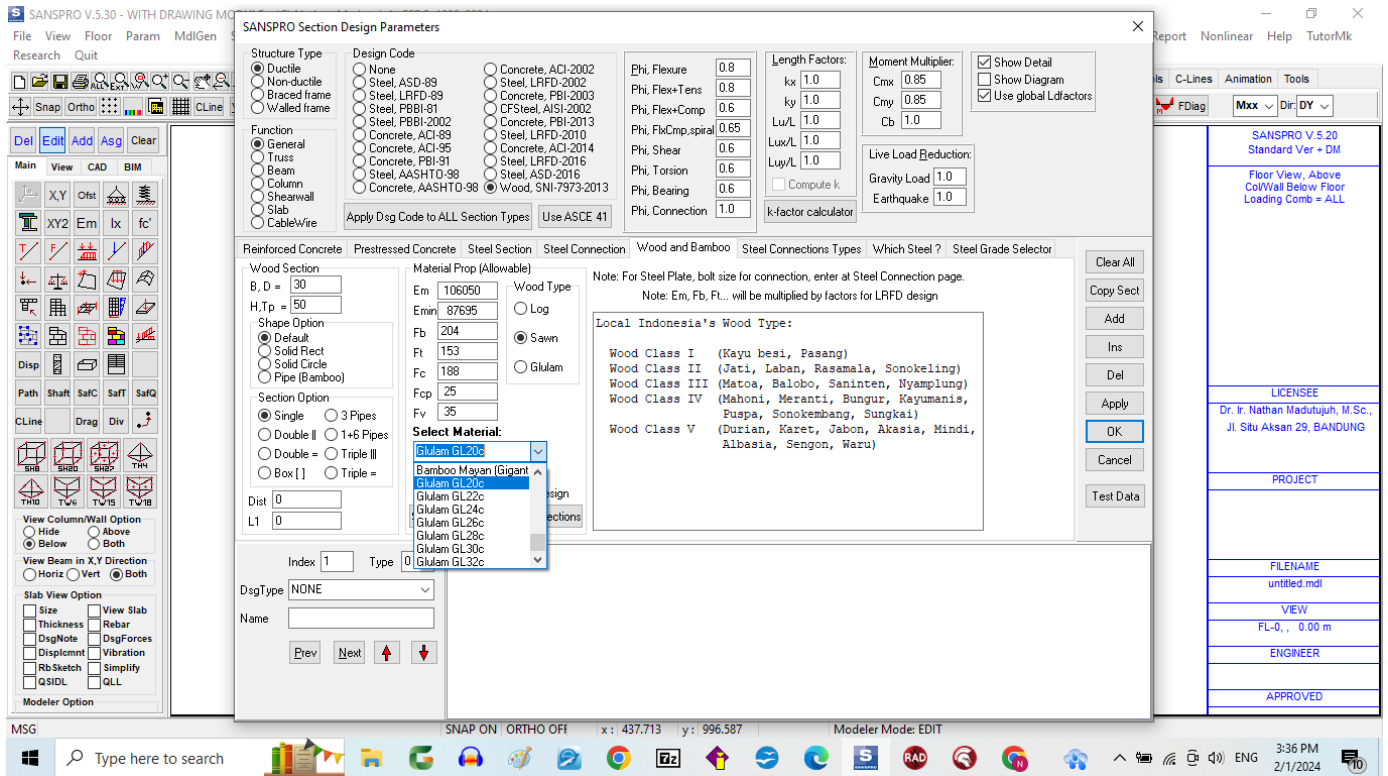 SANSPRO V.5.30 - WITH DRAWING MO
File View Floor Param MdlGen
Report Nonlinear Help TutorMk
Research Quit
Snap Ortho CLine
C-Lines Animation Tools
FDiag Mxx Dir: DY
Del Edit Add Asg Clear
Main View CAD BIM
X,Y Ofst
XY2 Em Ix fc'
Disp
Path Shaft SafC SafT SafQ
CLine Drag Div
SH8 SH20 SH27 TH4
TH10 TW6 TW15 TW18
View Column/Wall Option
Hide Above
Below Both
View Beam in X,Y Direction
Horiz Vert Both
Slab View Option
Size View Slab
Thickness Rebar
DsgNote DsgForces
Displcmnt Vibration
RbSketch Simplify
QSIDL QLL
Modeler Option
SANSPRO Section Design Parameters
Structure Type
Ductile
Non-ductile
Braced frame
Walled frame
Function
General
Truss
Beam
Column
Shearwall
Slab
CableWire
Design Code
None
Steel, ASD-89
Steel, LRFD-89
Steel, PBBI-81
Steel, PBBI-2002
Concrete, ACI-89
Concrete, ACI-95
Concrete, PBI-91
Steel, AASHTO-98
Concrete, AASHTO-98
Concrete, ACI-2002
Steel, LRFD-2002
Concrete, PBI-2003
CFSteel, AISI-2002
Concrete, PBI-2013
Steel, LRFD-2010
Concrete, ACI-2014
Steel, LRFD-2016
Steel, ASD-2016
Wood, SNI-7973-2013
Apply Dsg Code to ALL Section Types Use ASCE 41
Phi, Flexure 0.8
Phi, Flex+Tens 0.8
Phi, Flex+Comp 0.6
Phi, FlxCmp,spiral 0.65
Phi, Shear 0.6
Phi, Torsion 0.6
Phi, Bearing 0.6
Phi, Connection 1.0
Length Factors:
kx 1.0
ky 1.0
Lu/L 1.0
Lux/L 1.0
Luy/L 1.0
Compute k
k-factor calculator
Moment Multiplier:
Cmx 0.85
Cmy 0.85
Cb 1.0
Live Load Reduction:
Gravity Load 1.0
Earthquake 1.0
Show Detail
Show Diagram
Use global Ldfactors
Reinforced Concrete Prestressed Concrete Steel Section Steel Connection Wood and Bamboo Steel Connections Types Which Steel ? Steel Grade Selector
Wood Section
B, D = 30
H,Tp = 50
Shape Option
Default
Solid Rect
Solid Circle
Pipe (Bamboo)
Section Option
Single 3 Pipes
Double || 1+6 Pipes
Double = Triple |||
Box [ ] Triple =
Dist 0
L1 0
Material Prop (Allowable)
Em 106050
Emin 87695
Fb 204
Ft 153
Fc 188
Fcp 25
Fv 35
Wood Type
Log
Sawn
Glulam
Select Material:
Glulam GL20c
Bamboo Mayan (Gigant
Glulam GL20c
Glulam GL22c
Glulam GL24c
Glulam GL26c
Glulam GL28c
Glulam GL30c
Glulam GL32c
Note: For Steel Plate, bolt size for connection, enter at Steel Connection page.
Note: Em, Fb, Ft... will be multiplied by factors for LRFD design
Local Indonesia's Wood Type:
Wood Class I (Kayu besi, Pasang)
Wood Class II (Jati, Laban, Rasamala, Sonokeling)
Wood Class III (Matoa, Balobo, Saninten, Nyamplung)
Wood Class IV (Mahoni, Meranti, Bungur, Kayumanis,
Puspa, Sonokembang, Sungkai)
Wood Class V (Durian, Karet, Jabon, Akasia, Mindi,
Albasia, Sengon, Waru)
Clear All
Copy Sect
Add
Ins
Del
Apply
OK
Cancel
Test Data
Index 1 Type 0
DsgType NONE
Name
Prev Next
SANSPRO V.5.20
Standard Ver + DM
Floor View, Above
Col/Wall Below Floor
Loading Comb = ALL
LICENSEE
Dr. Ir. Nathan Madutujuh, M.Sc.,
Jl. Situ Aksan 29, BANDUNG
PROJECT
FILENAME
untitled.mdl
VIEW
FL-0, , 0.00 m
ENGINEER
APPROVED
MSG SNAP ON ORTHO OFF x : 437.713 y : 996.587 Modeler Mode: EDIT
Type here to search
ENG
3:36 PM
2/1/2024